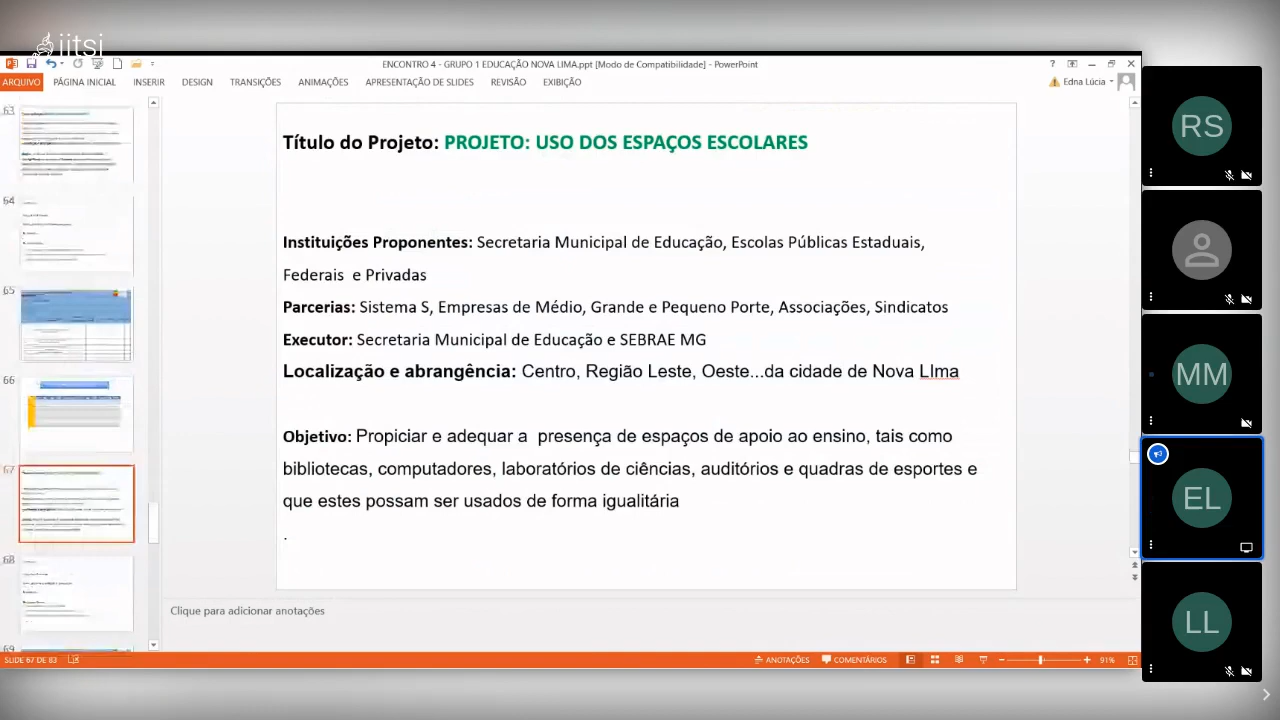 iitsi
ENCONTRO 4 - GRUPO 1 EDUCAÇÃO NOVA LIMA.ppt [Modo de Compatibilidade] - PowerPoint
ARQUIVO PÁGINA INICIAL INSERIR DESIGN TRANSIÇÕES ANIMAÇÕES APRESENTAÇÃO DE SLIDES REVISÃO EXIBIÇÃO
Edna Lúcia
63
64
65
66
67
68
69
Título do Projeto: PROJETO: USO DOS ESPAÇOS ESCOLARES
Instituições Proponentes: Secretaria Municipal de Educação, Escolas Públicas Estaduais,
Federais e Privadas
Parcerias: Sistema S, Empresas de Médio, Grande e Pequeno Porte, Associações, Sindicatos
Executor: Secretaria Municipal de Educação e SEBRAE MG
Localização e abrangência: Centro, Região Leste, Oeste...da cidade de Nova LIma
Objetivo: Propiciar e adequar a presença de espaços de apoio ao ensino, tais como
bibliotecas, computadores, laboratórios de ciências, auditórios e quadras de esportes e
que estes possam ser usados de forma igualitária
.
Clique para adicionar anotações
SLIDE 67 DE 83
ANOTAÇÕES COMENTÁRIOS 91%
RS
MM
EL
LL